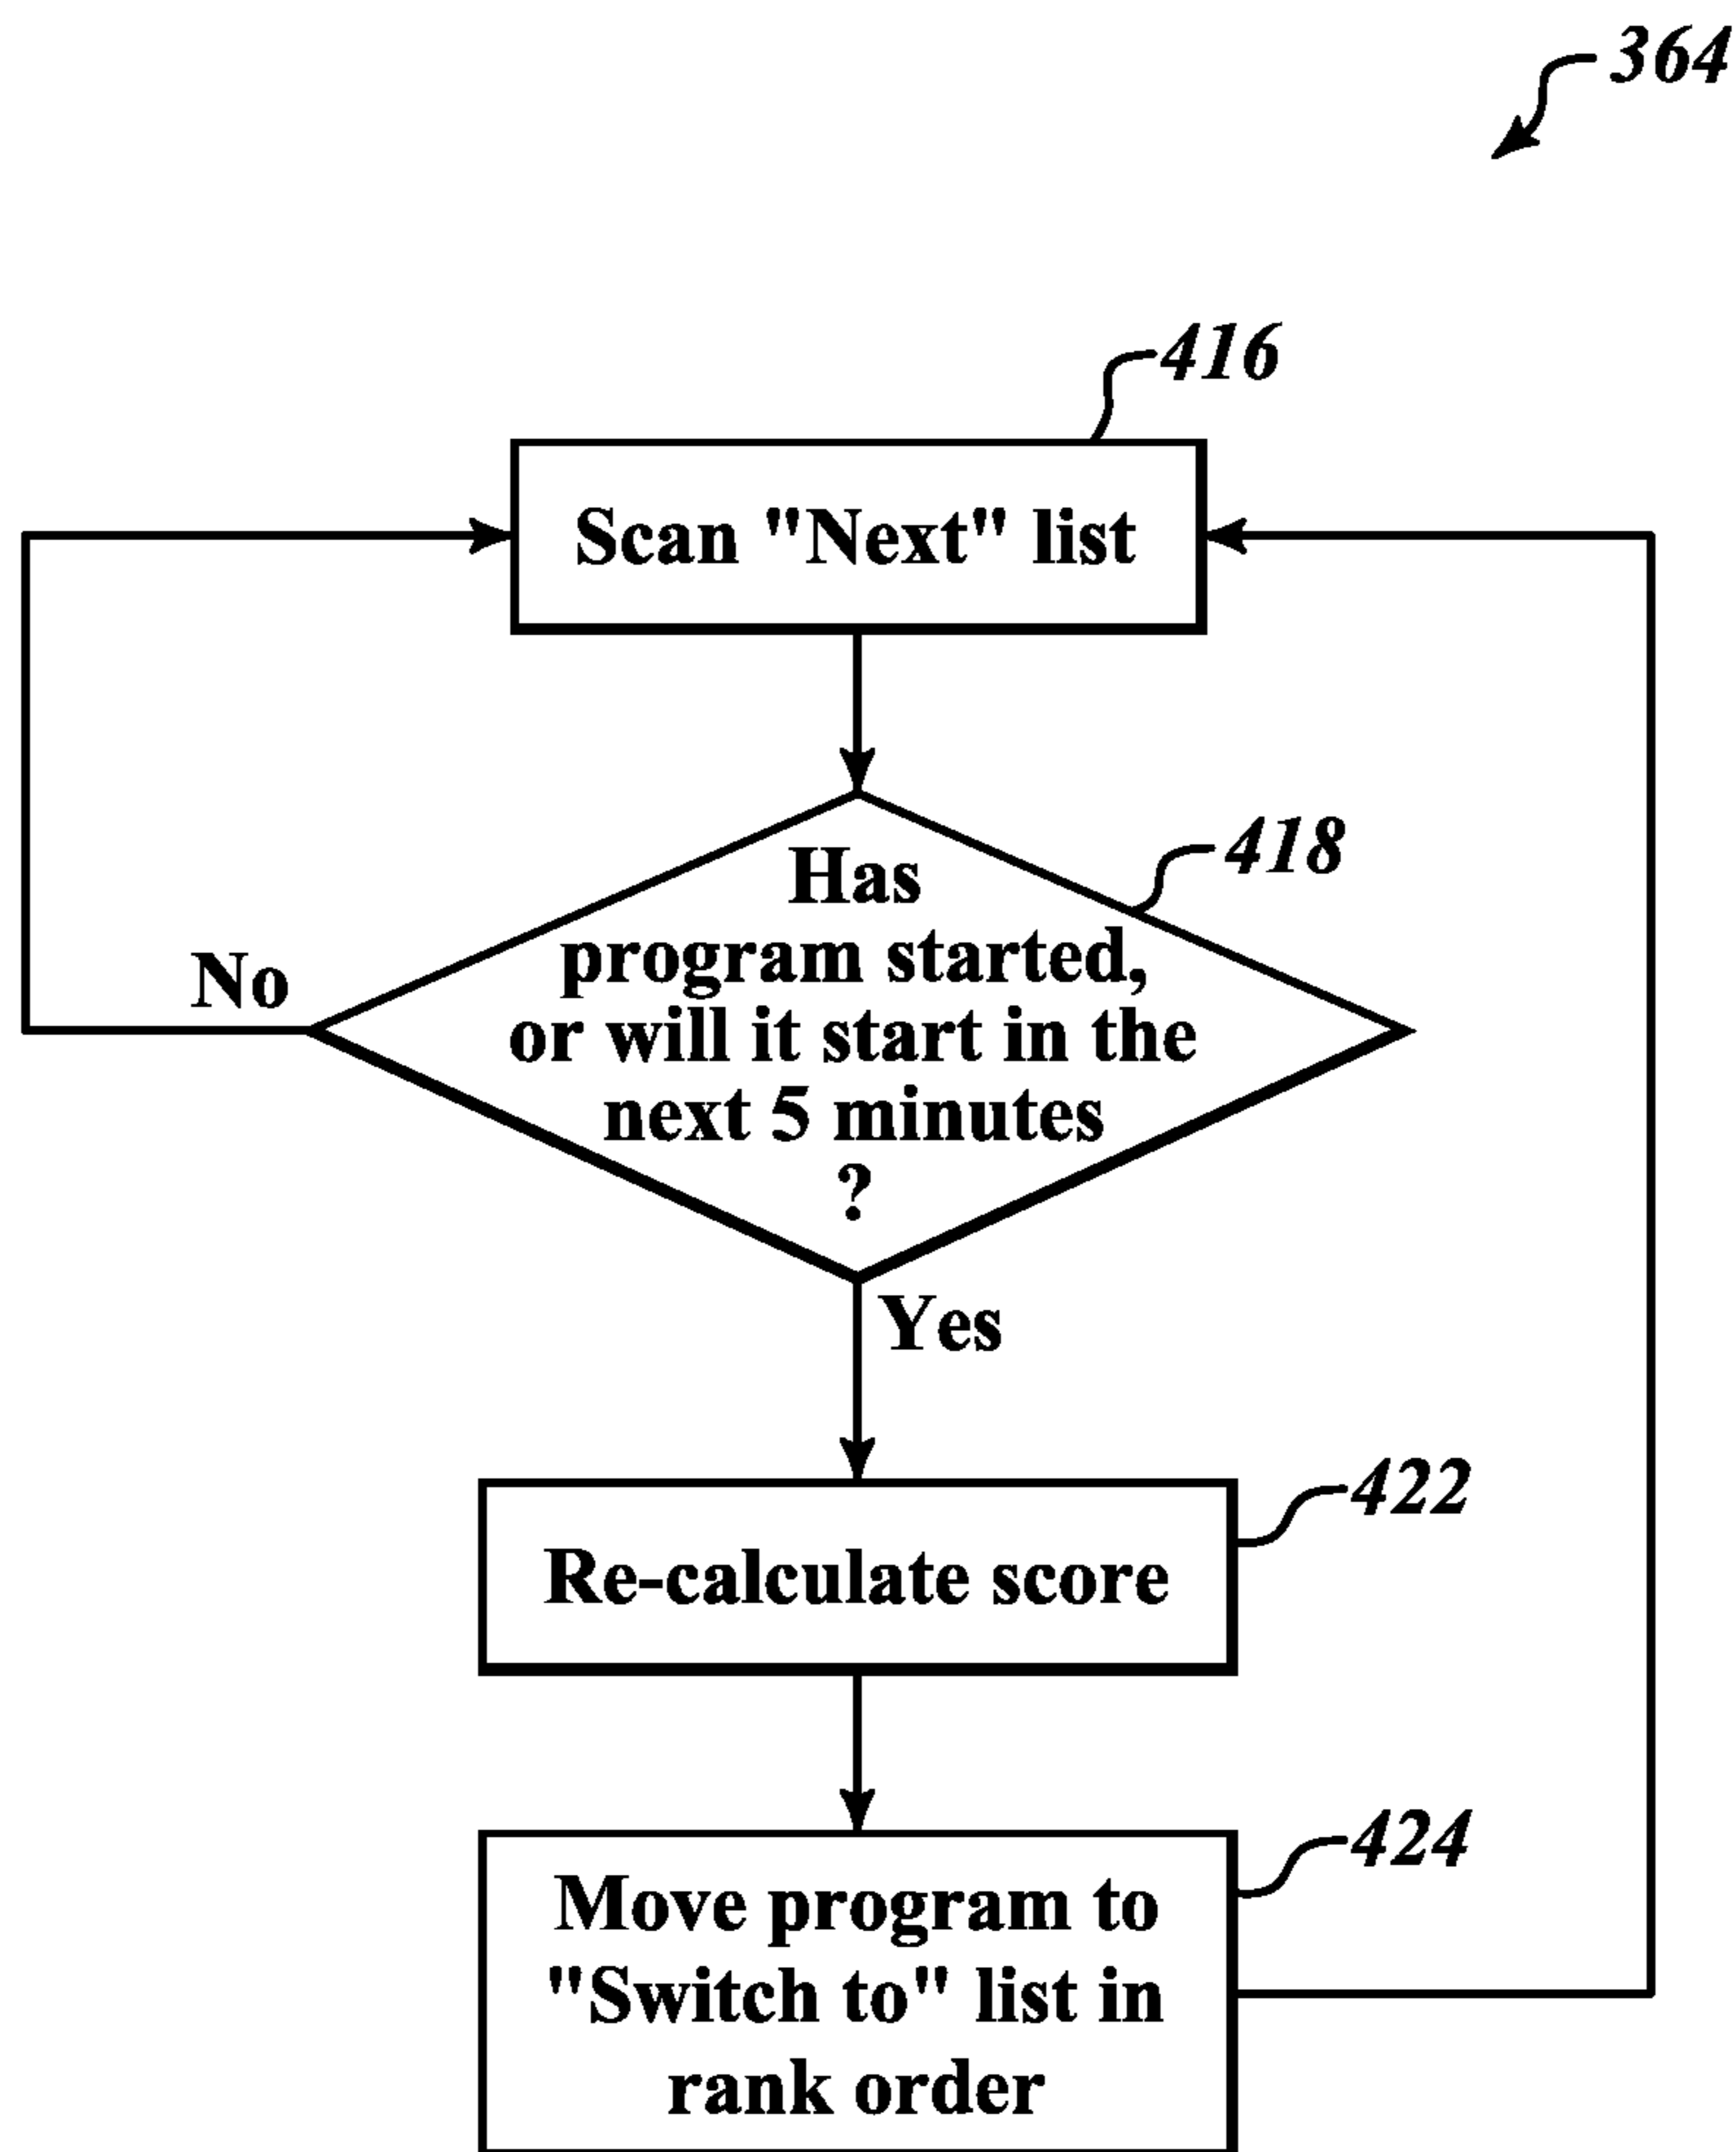 364
416
Scan "Next" list
418
Has
program started,
or will it start in the
next 5 minutes
?
No
Yes
422
Re-calculate score
424
Move program to
"Switch to" list in
rank order